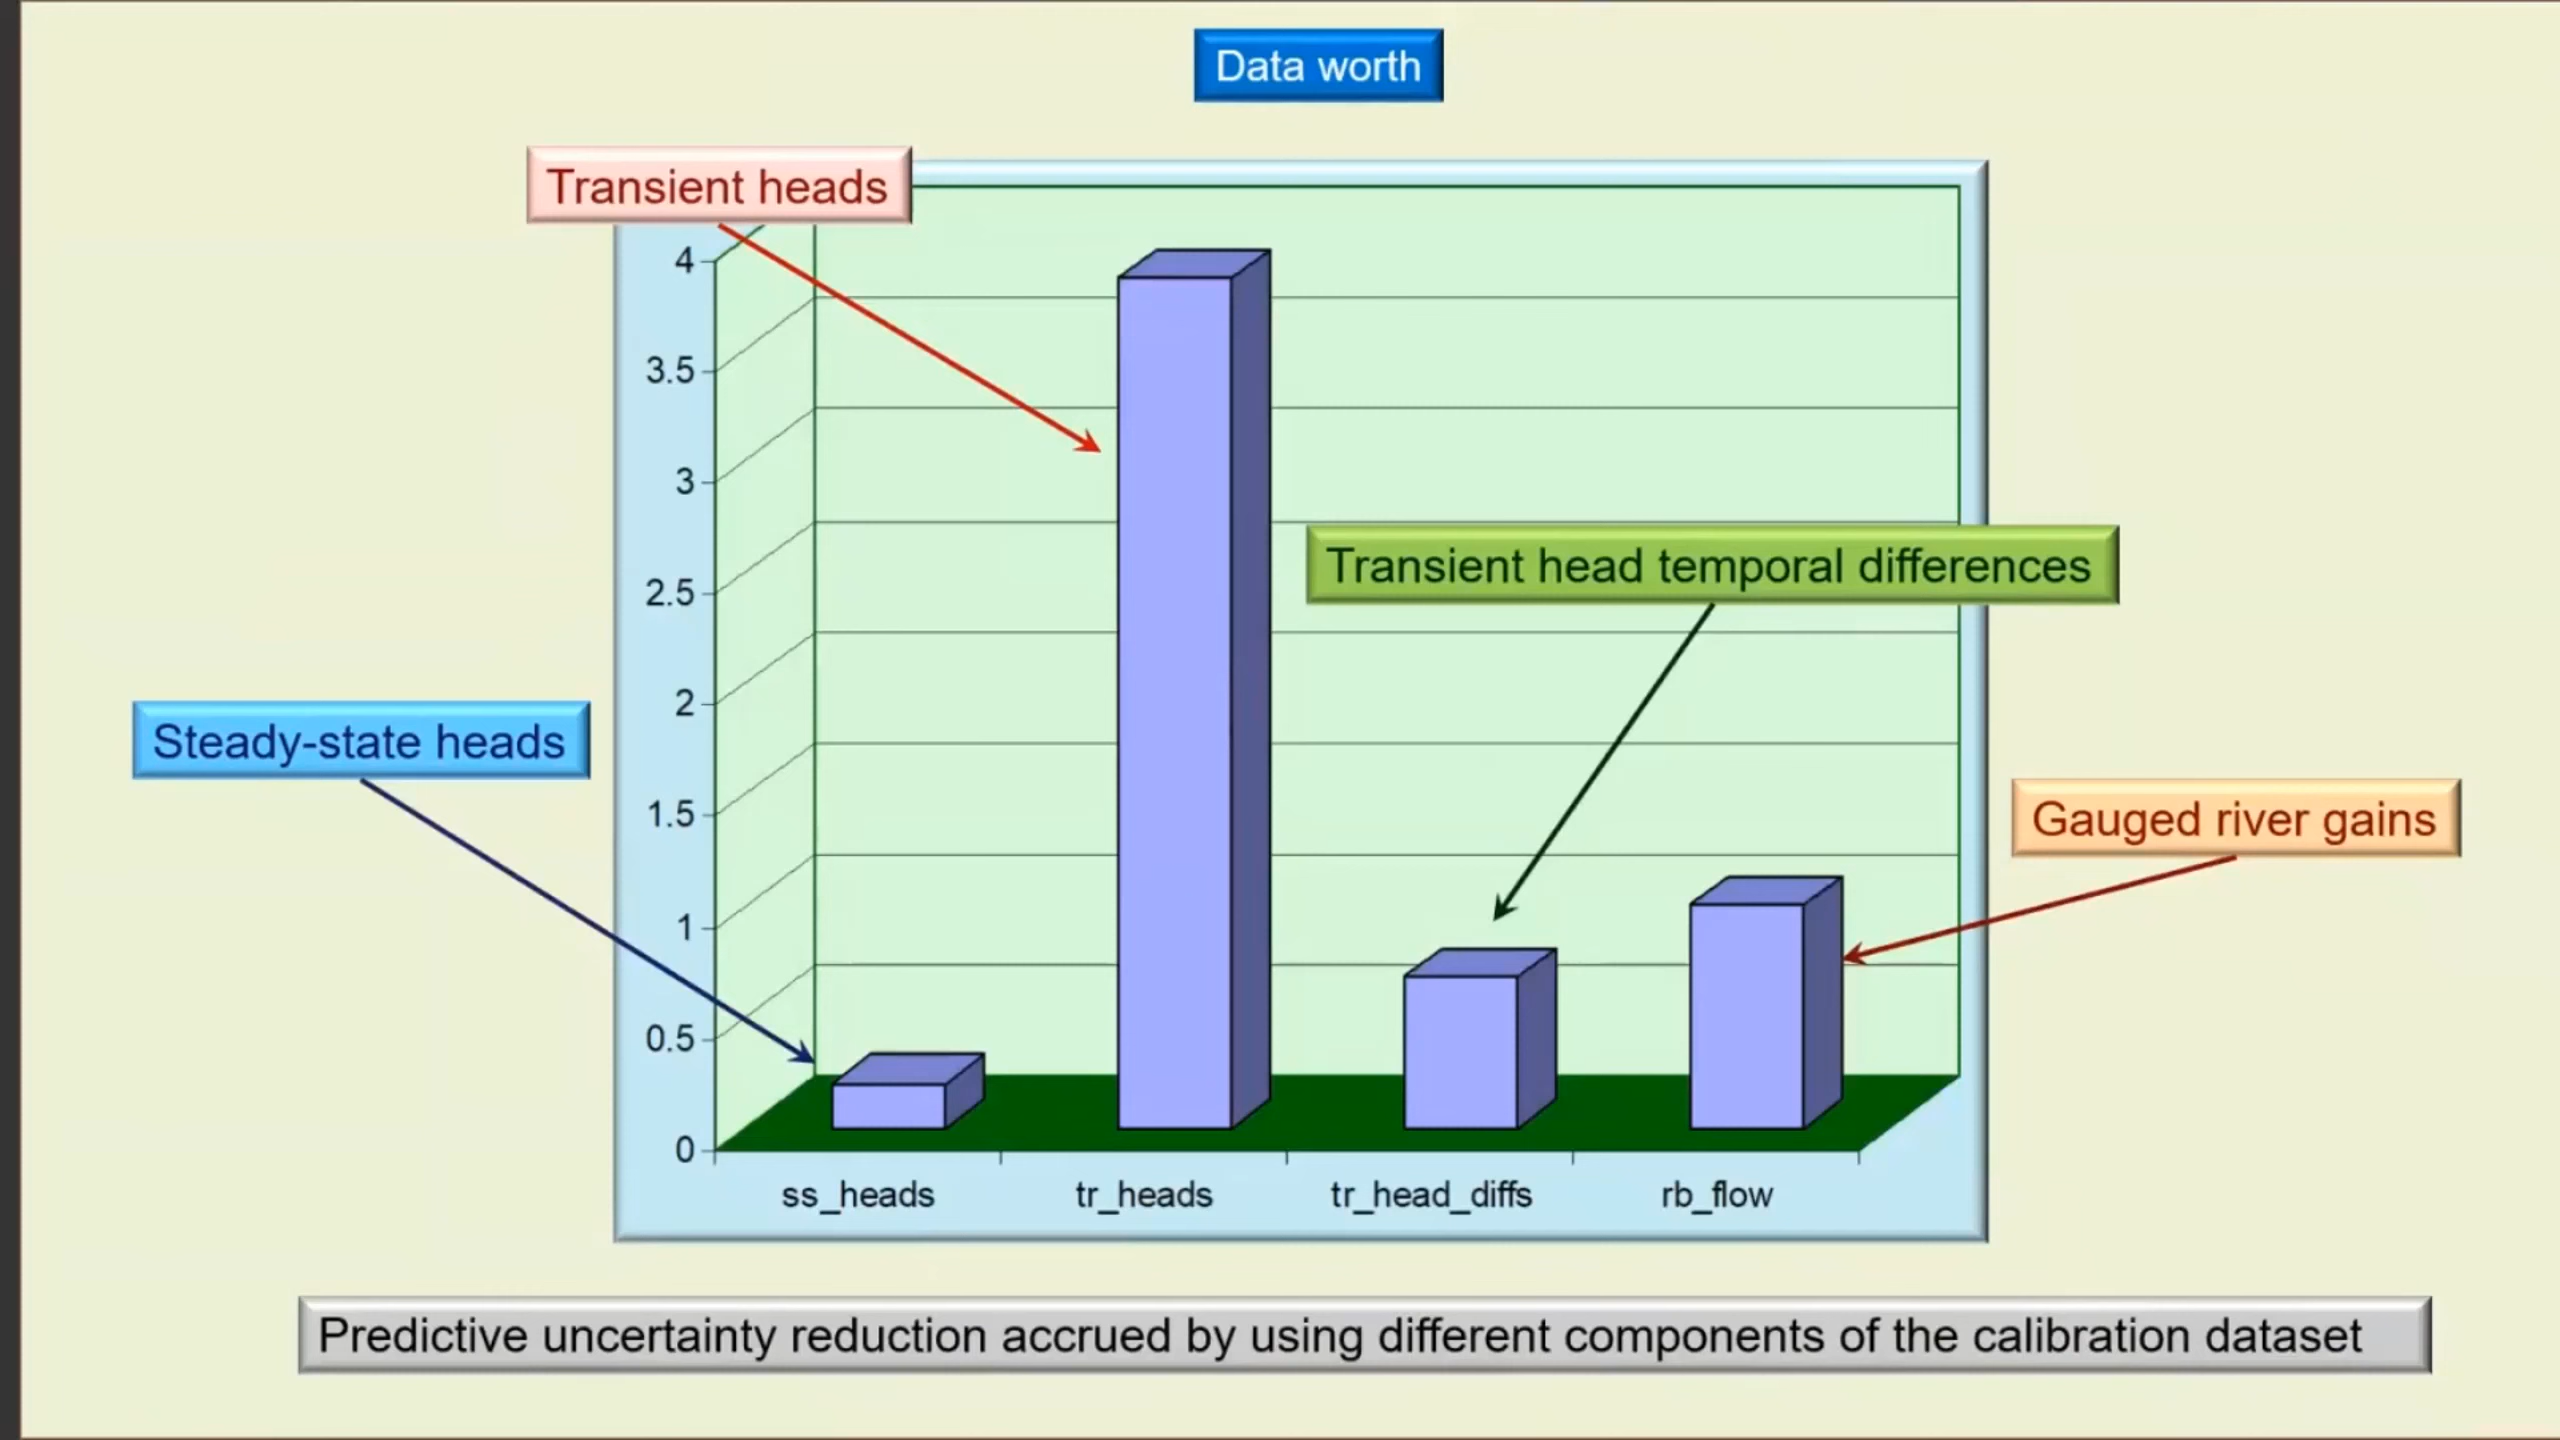 Data worth
Transient heads
4
3.5
3
Transient head temporal differences
2.5
2
Steady-state heads
1.5
Gauged river gains
1
0.5
0
ss_heads tr_heads tr_head_diffs rb_flow
Predictive uncertainty reduction accrued by using different components of the calibration dataset